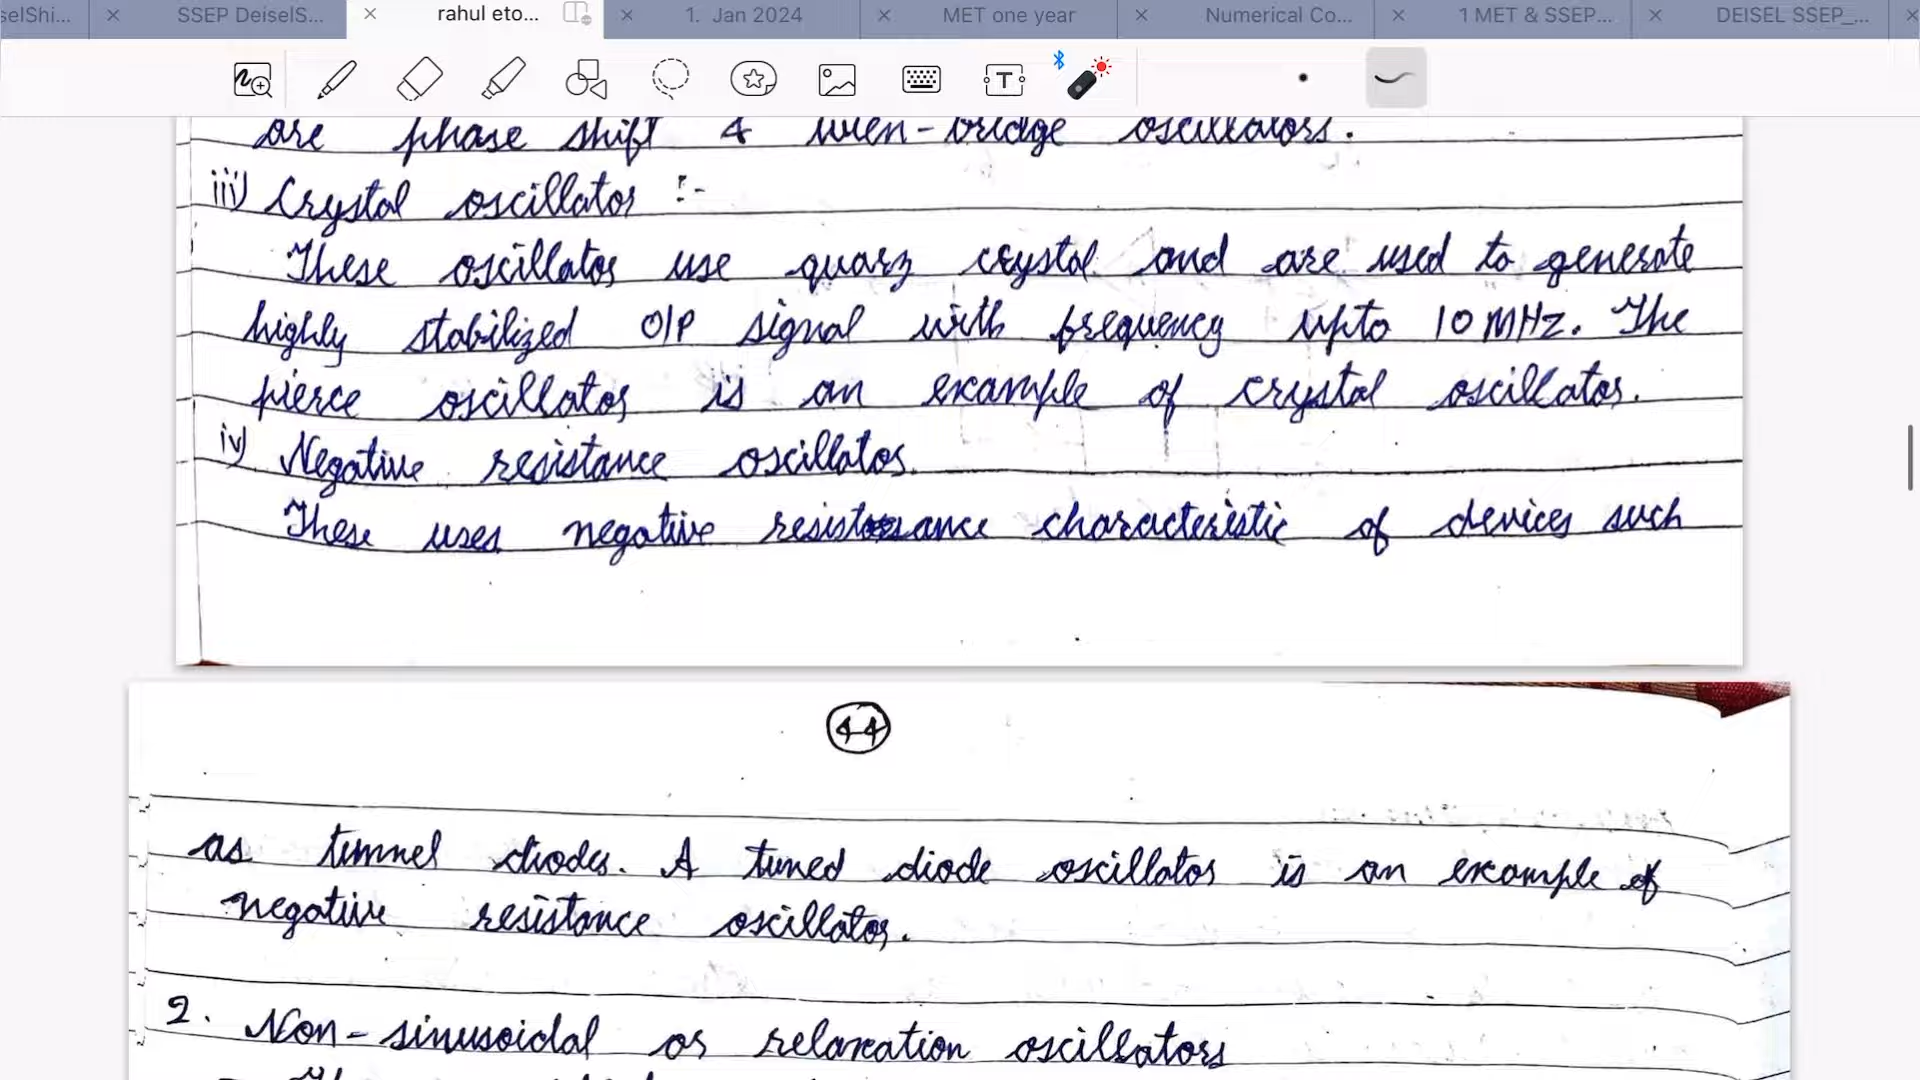 selShi...
SSEP DeiselS...
rahul eto...
1. Jan 2024
MET one year
Numerical Co...
1 MET & SSEP...
DEISEL SSEP_...
are phase shift & wien-bridge oscillators.
iii) Crystal oscillator :-
These oscillator use quarz crystal and are used to generate
highly stabilized O/P signal with frequency upto 10 MHz. The
pierce oscillator is an example of crystal oscillator.
iv) Negative resistance oscillator.
These uses negative resistance characteristic of devices such
44
as tunnel diodes. A tuned diode oscillator is an example of
negative resistance oscillator.
2. Non-sinusoidal or relaxation oscillators